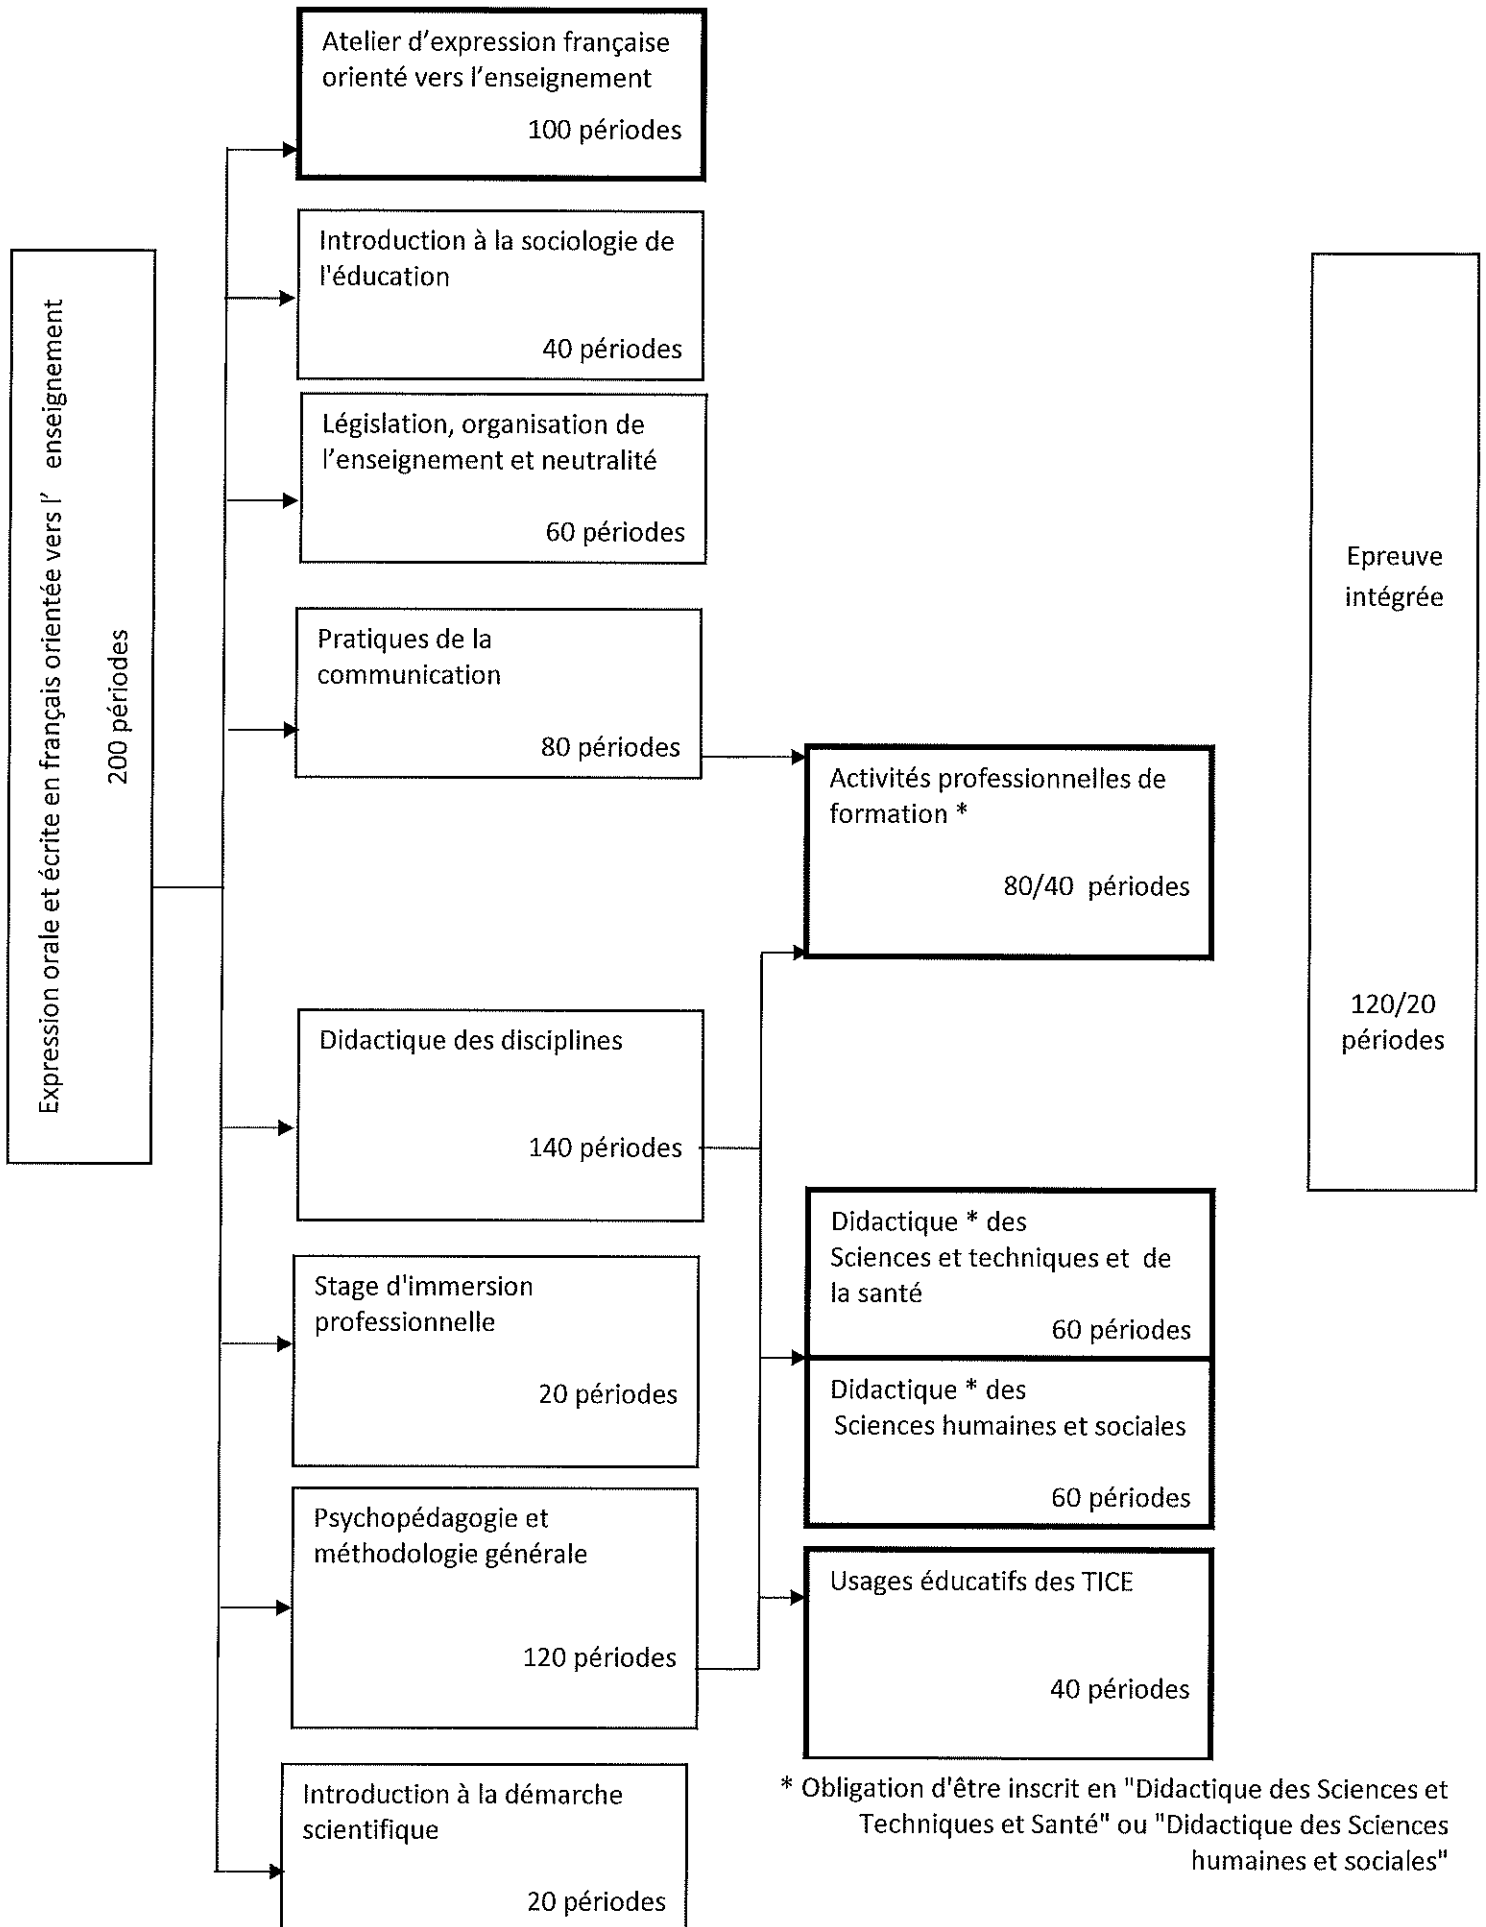 Expression orale et écrite en français orientée vers l' enseignement
200 périodes
Atelier d'expression française
orienté vers l'enseignement
100 périodes
Introduction à la sociologie de
l'éducation
40 périodes
Législation, organisation de
l'enseignement et neutralité
60 périodes
Pratiques de la
communication
80 périodes
Didactique des disciplines
140 périodes
Stage d'immersion
professionnelle
20 périodes
Psychopédagogie et
méthodologie générale
120 périodes
Introduction à la démarche
scientifique
20 périodes
Activités professionnelles de
formation *
80/40 périodes
Didactique * des
Sciences et techniques et de
la santé
60 périodes
Didactique * des
Sciences humaines et sociales
60 périodes
Usages éducatifs des TICE
40 périodes
Epreuve
intégrée
120/20
périodes
* Obligation d'être inscrit en "Didactique des Sciences et
Techniques et Santé" ou "Didactique des Sciences
humaines et sociales"